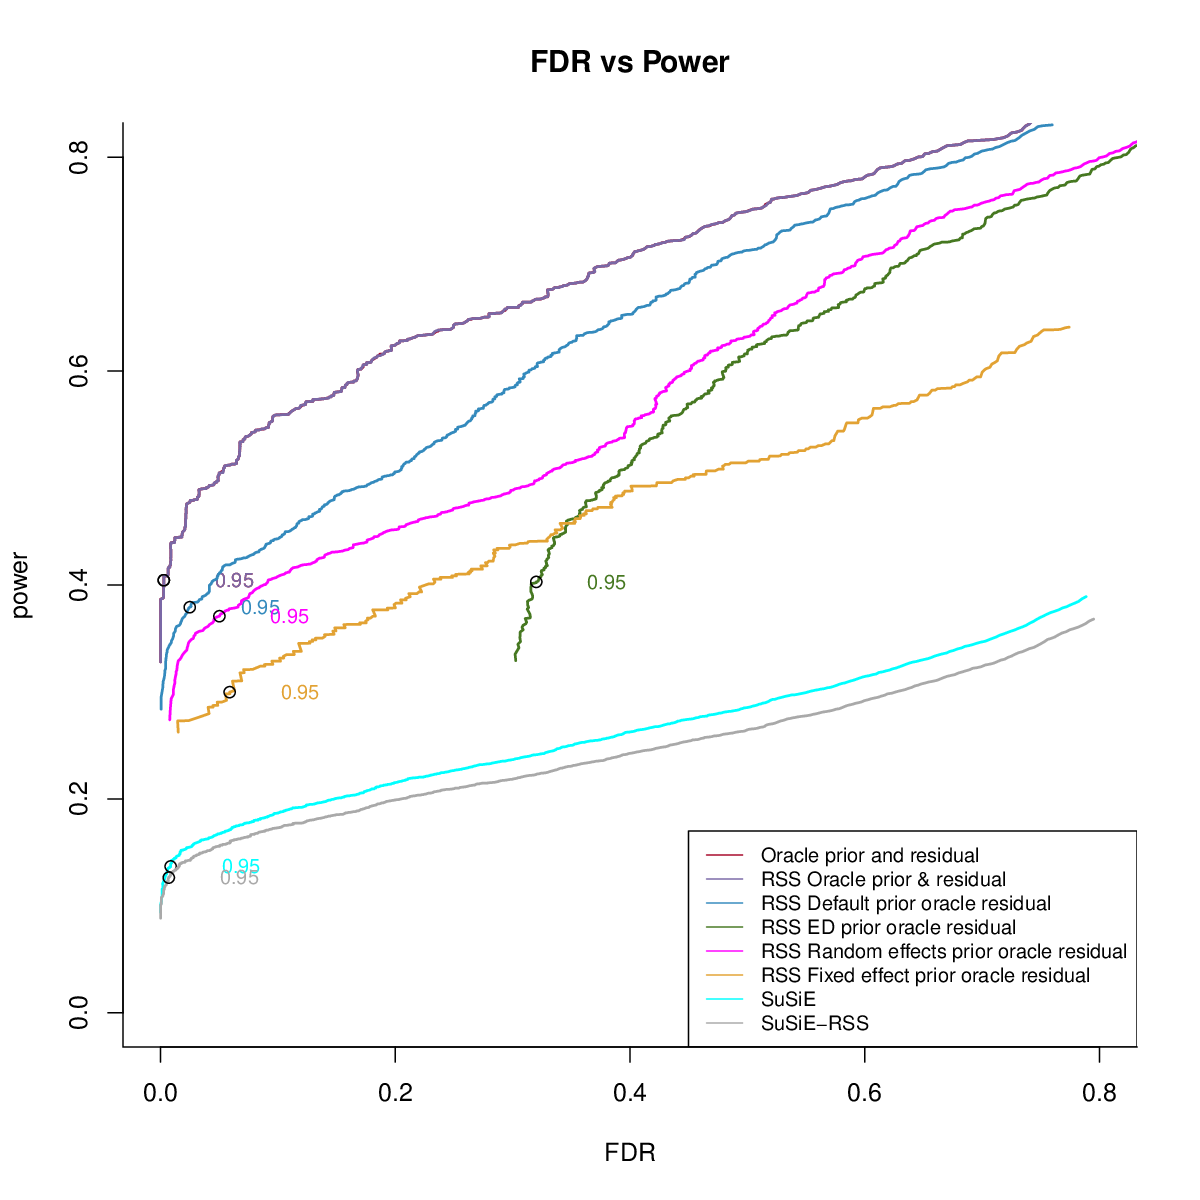 FDR vs Power
0.8
0.6
0.4
0.2
0.0
power
0.95
0.95
0.95
0.95
0.95
0.95
0.95
Oracle prior and residual
RSS Oracle prior & residual
RSS Default prior oracle residual
RSS ED prior oracle residual
RSS Random effects prior oracle residual
RSS Fixed effect prior oracle residual
SuSiE
SuSiE−RSS
0.0 0.2 0.4 0.6 0.8
FDR